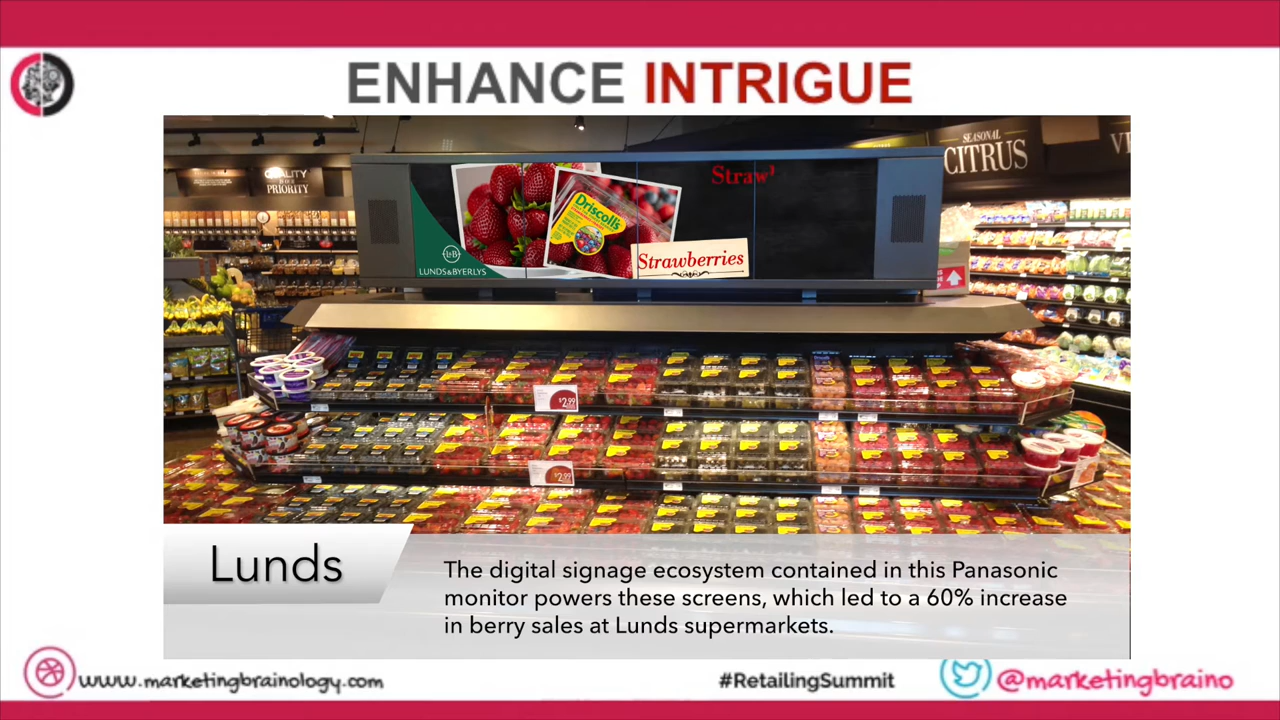 ENHANCE INTRIGUE
QUALITY
OUR
PRIORITY
SEASONAL
CITRUS
VE
Straw
Driscoll's
L&B
LUNDS & BYERLYS
Strawberries
$2.99
$2.99
Lunds
The digital signage ecosystem contained in this Panasonic
monitor powers these screens, which led to a 60% increase
in berry sales at Lunds supermarkets.
www.marketingbrainology.com
#RetailingSummit
@marketingbraino